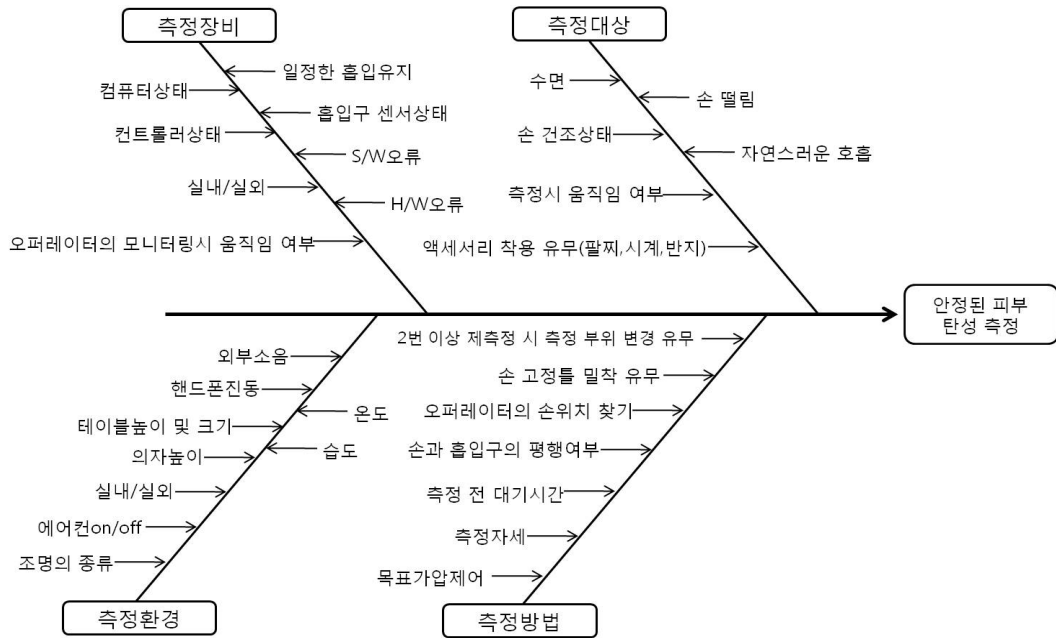 측정장비
일정한 흡입유지
컴퓨터상태
흡입구 센서상태
컨트롤러상태
S/W오류
실내/실외
H/W오류
오퍼레이터의 모니터링시 움직임 여부
측정대상
수면
손 떨림
손 건조상태
자연스러운 호흡
측정시 움직임 여부
액세서리 착용 유무(팔찌,시계,반지)
안정된 피부
탄성 측정
외부소음
핸드폰진동
온도
테이블높이 및 크기
습도
의자높이
실내/실외
에어컨on/off
조명의 종류
측정환경
2번 이상 제측정 시 측정 부위 변경 유무
손 고정틀 밀착 유무
오퍼레이터의 손위치 찾기
손과 흡입구의 평행여부
측정 전 대기시간
측정자세
목표가압제어
측정방법